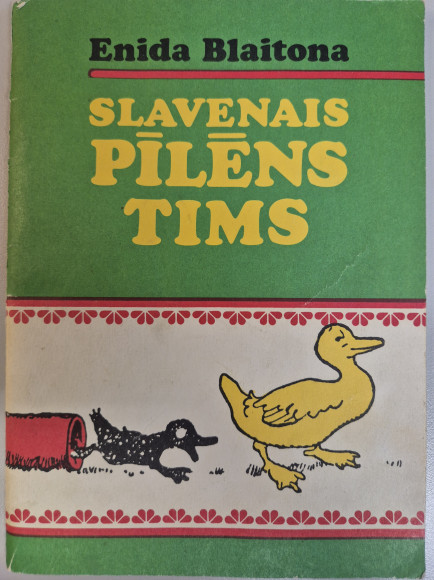 Enida Blaitona
SLAVENAIS
PĪLĒNS
TIMS